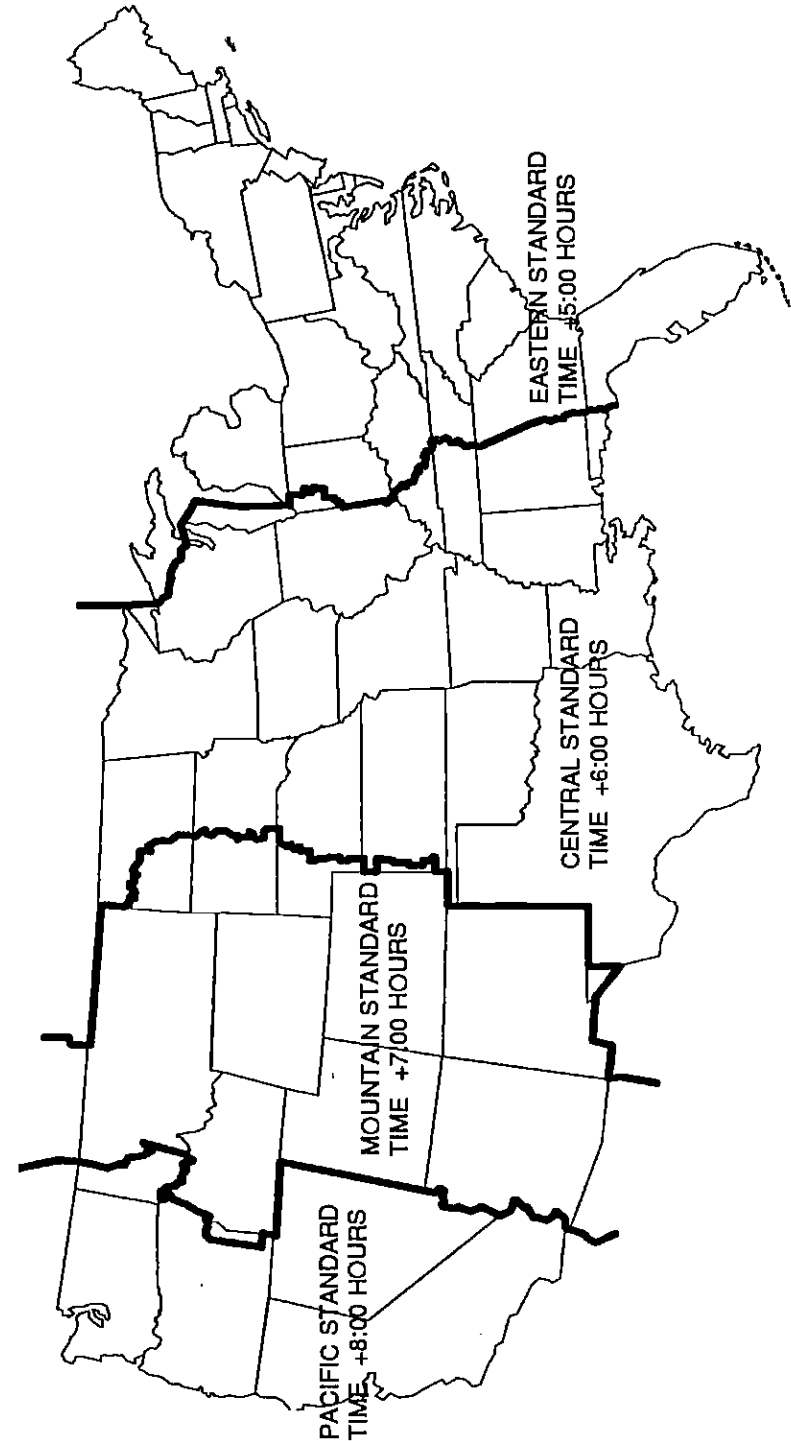 PACIFIC STANDARD
TIME +8:00 HOURS
MOUNTAIN STANDARD
TIME +7:00 HOURS
CENTRAL STANDARD
TIME +6:00 HOURS
EASTERN STANDARD
TIME +5:00 HOURS